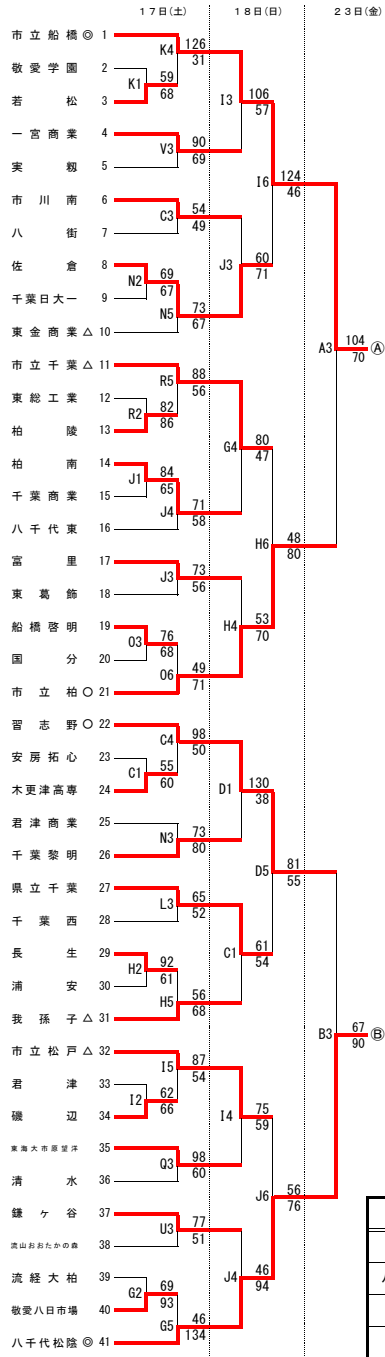 17日(土) 18日(日) 23日(金)
市立船橋◎ 1
K4 126
31
敬愛学園 2
K1 59
68
若松 3
I3 106
57
一宮商業 4
V3 90
69
実籾 5
I6 124
46
市川南 6
C3 54
49
八街 7
J3 60
71
佐倉 8
N2 69
67
千葉日大一 9
N5 73
67
東金商業△ 10
A3 104
70 Ⓐ
市立千葉△ 11
R5 88
56
東総工業 12
R2 82
86
柏陵 13
G4 80
47
柏南 14
J1 84
65
千葉商業 15
J4 71
58
八千代東 16
H6 48
80
富里 17
J3 73
56
東葛飾 18
H4 53
70
船橋啓明 19
O3 76
68
国分 20
O6 49
71
市立柏○ 21
習志野○ 22
C4 98
50
安房拓心 23
C1 55
60
木更津高専 24
D1 130
38
君津商業 25
N3 73
80
千葉黎明 26
D5 81
55
県立千葉 27
L3 65
52
千葉西 28
C1 61
54
長生 29
H2 92
61
浦安 30
H5 56
68
我孫子△ 31
B3 67
90 Ⓑ
市立松戸△ 32
I5 87
54
君津 33
I2 62
66
磯辺 34
I4 75
59
東海大市原望洋 35
Q3 98
60
清水 36
J6 56
76
鎌ヶ谷 37
U3 77
51
流山おおたかの森 38
J4 46
94
流経大柏 39
G2 69
93
敬愛八日市場 40
G5 46
134
八千代松陰◎ 41